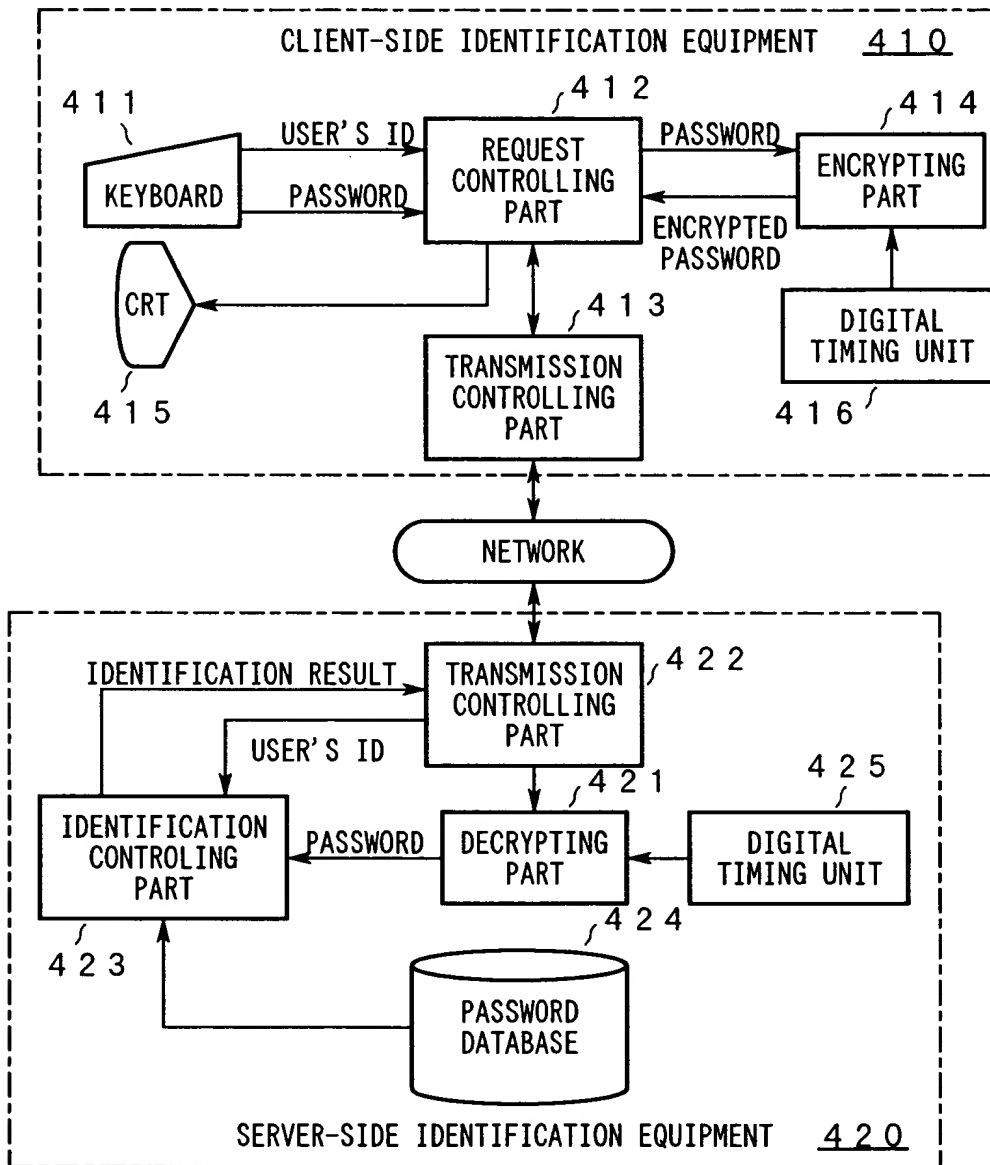 CLIENT-SIDE IDENTIFICATION EQUIPMENT 410
411
412
414
USER'S ID
PASSWORD
KEYBOARD
PASSWORD
REQUEST
CONTROLLING
PART
ENCRYPTING
PART
ENCRYPTED
PASSWORD
CRT
415
413
TRANSMISSION
CONTROLLING
PART
DIGITAL
TIMING UNIT
416
NETWORK
IDENTIFICATION RESULT
TRANSMISSION
CONTROLLING
PART
422
USER'S ID
421
425
IDENTIFICATION
CONTROLING
PART
PASSWORD
DECRYPTING
PART
DIGITAL
TIMING UNIT
423
424
PASSWORD
DATABASE
SERVER-SIDE IDENTIFICATION EQUIPMENT 420